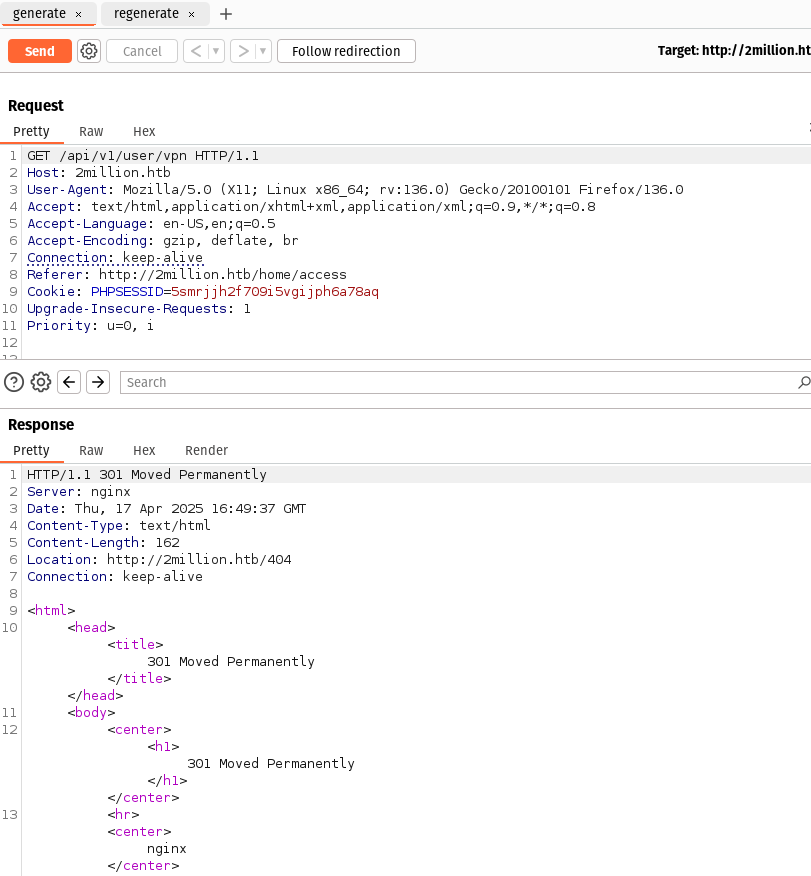 generate × regenerate × +
Send Cancel < > Follow redirection Target: http://2million.ht
Request
Pretty Raw Hex
1 GET /api/v1/user/vpn HTTP/1.1
2 Host: 2million.htb
3 User-Agent: Mozilla/5.0 (X11; Linux x86_64; rv:136.0) Gecko/20100101 Firefox/136.0
4 Accept: text/html,application/xhtml+xml,application/xml;q=0.9,*/*;q=0.8
5 Accept-Language: en-US,en;q=0.5
6 Accept-Encoding: gzip, deflate, br
7 Connection: keep-alive
8 Referer: http://2million.htb/home/access
9 Cookie: PHPSESSID=5smrjjh2f709i5vgijph6a78aq
10 Upgrade-Insecure-Requests: 1
11 Priority: u=0, i
12
Search
Response
Pretty Raw Hex Render
1 HTTP/1.1 301 Moved Permanently
2 Server: nginx
3 Date: Thu, 17 Apr 2025 16:49:37 GMT
4 Content-Type: text/html
5 Content-Length: 162
6 Location: http://2million.htb/404
7 Connection: keep-alive
8
9 <html>
10 <head>
<title>
301 Moved Permanently
</title>
</head>
11 <body>
12 <center>
<h1>
301 Moved Permanently
</h1>
</center>
13 <hr>
<center>
nginx
</center>